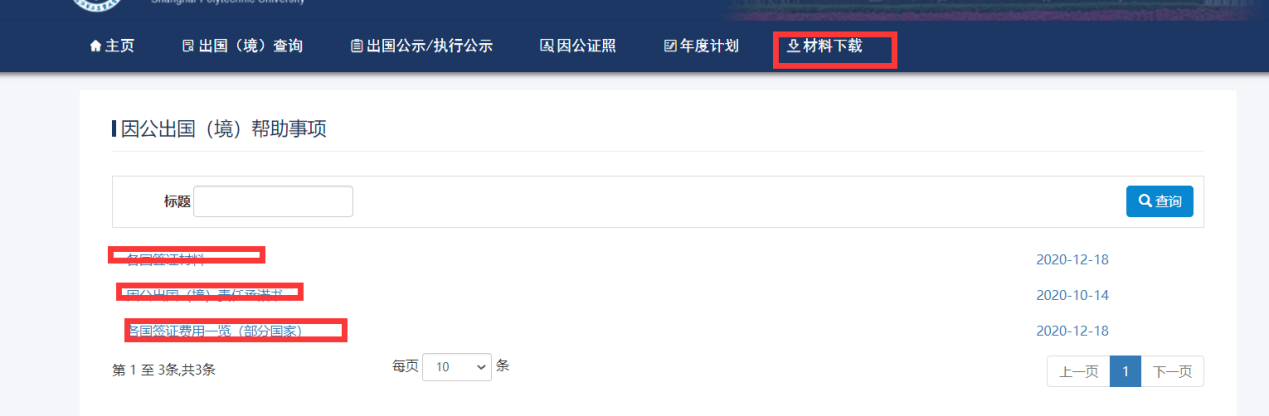 Shanghai Polytechnic University
主页 出国（境）查询 出国公示/执行公示 因公证照 年度计划 材料下载
因公出国（境）帮助事项
标题 查询
各国签证材料 2020-12-18
因公出国（境）责任承诺书 2020-10-14
各国签证费用一览（部分国家） 2020-12-18
第 1 至 3条,共3条 每页 10 条 上一页 1 下一页